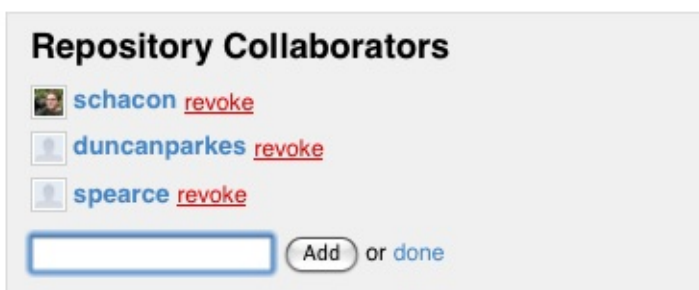 Repository Collaborators
schacon revoke
duncanparkes revoke
spearce revoke
Add or done